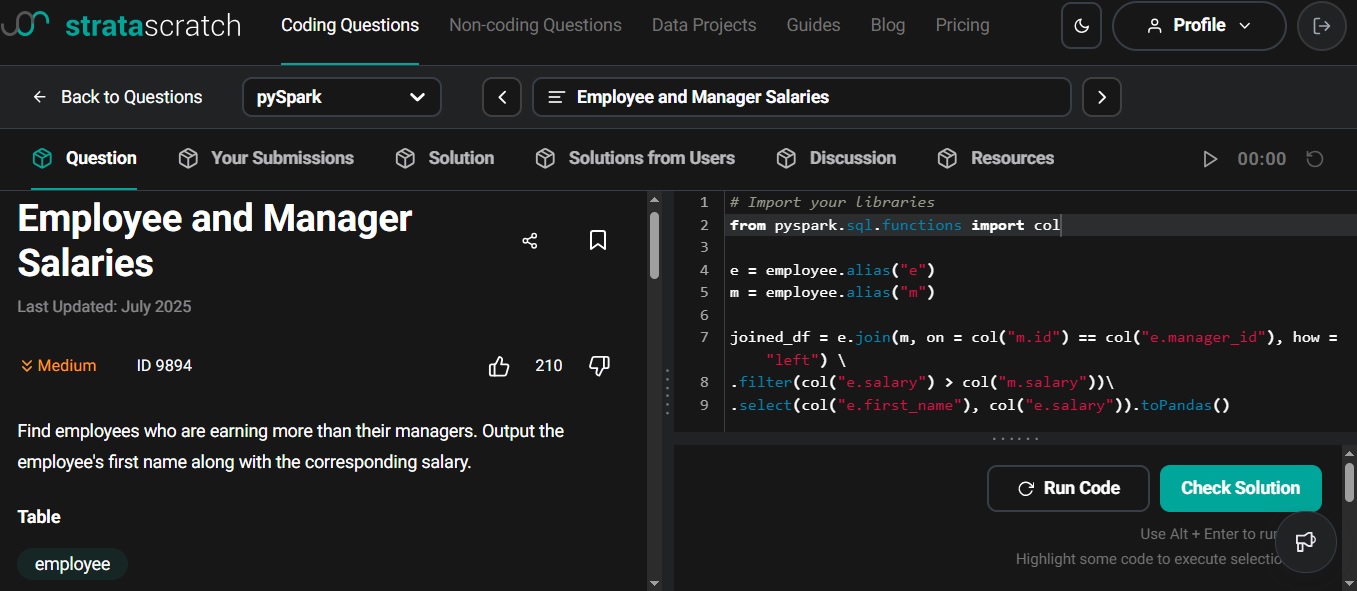 stratascratch
Coding Questions
Non-coding Questions
Data Projects
Guides
Blog
Pricing
Profile
Back to Questions
pySpark
Employee and Manager Salaries
Question
Your Submissions
Solution
Solutions from Users
Discussion
Resources
00:00
Employee and Manager
Salaries
Last Updated: July 2025
Medium
ID 9894
210
Find employees who are earning more than their managers. Output the
employee's first name along with the corresponding salary.
Table
employee
1 # Import your libraries
2 from pyspark.sql.functions import col
3
4 e = employee.alias("e")
5 m = employee.alias("m")
6
7 joined_df = e.join(m, on = col("m.id") == col("e.manager_id"), how =
"left") \
8 .filter(col("e.salary") > col("m.salary"))\
9 .select(col("e.first_name"), col("e.salary")).toPandas()
Run Code
Check Solution
Use Alt + Enter to run
Highlight some code to execute selectio